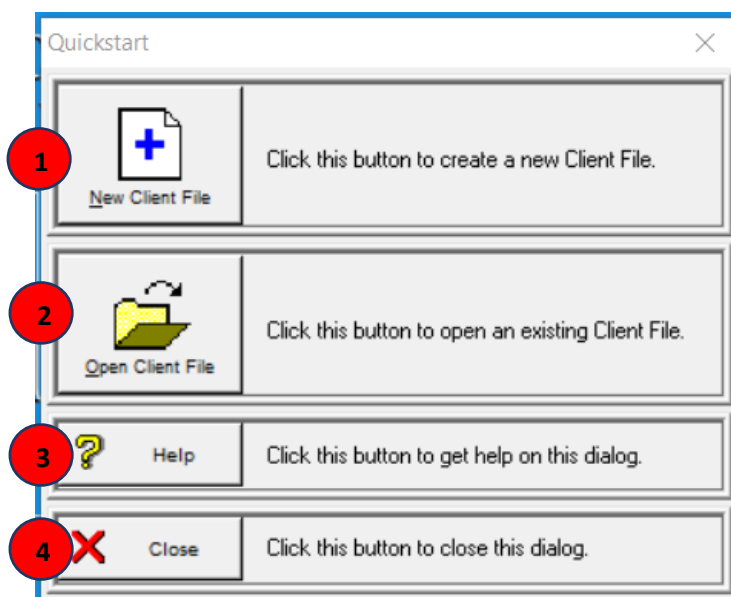 Quickstart
1
New Client File
Click this button to create a new Client File.
2
Open Client File
Click this button to open an existing Client File.
3
Help
Click this button to get help on this dialog.
4
Close
Click this button to close this dialog.